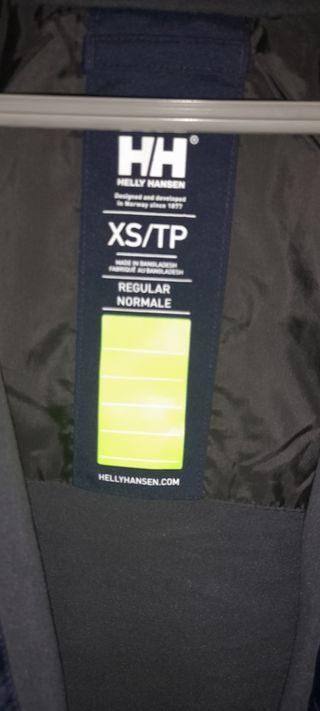 HH®
HELLY HANSEN
Designed and developed
in Norway since 1877
XS/TP
MADE IN BANGLADESH
FABRIQUÉ AU BANGLADESH
REGULAR
NORMALE
HELLYHANSEN.COM